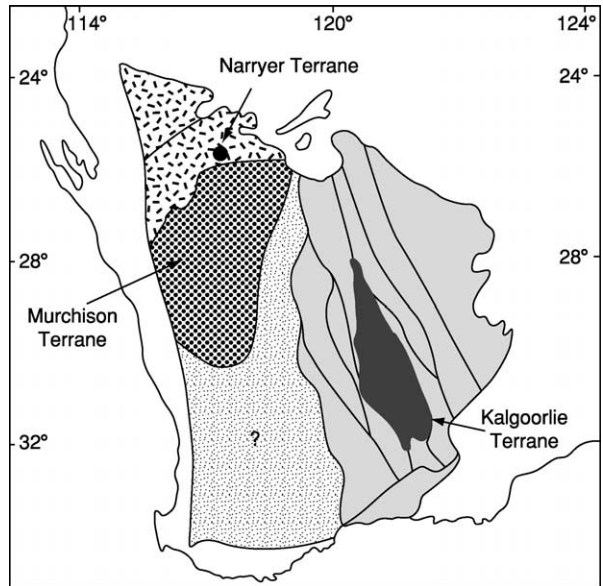 114°
120°
124°
Narryer Terrane
24°
24°
28°
28°
Murchison
Terrane
Kalgoorlie
Terrane
?
32°
32°